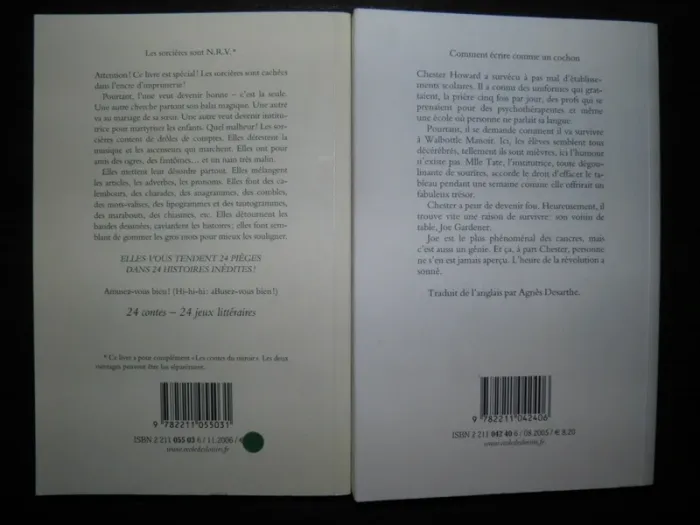 Les sorcières sont N.R.V.*
Attention! Ce livre est spécial! Les sorcières sont cachées
dans l'encre d'imprimerie!
Pourtant, l'une veut devenir bonne – c'est la seule.
Une autre cherche partout son balai magique. Une autre
va au mariage de sa sœur. Une autre veut devenir institu-
trice pour martyriser les enfants. Quel malheur! Les sor-
cières content de drôles de comptes. Elles détestent la
musique et les ascenseurs qui marchent. Elles ont pour
amis des ogres, des fantômes… et un nain très malin.
Elles mettent leur désordre partout. Elles mélangent
les articles, les adverbes, les pronoms. Elles font des ca-
lembours, des charades, des anagrammes, des combles,
des mots-valises, des lipogrammes et des tautogrammes,
des marabouts, des chiasmes, etc. Elles détournent les
bandes dessinées, caviardent les histoires; elles font sem-
blant de gommer les gros mots pour mieux les souligner.
ELLES VOUS TENDENT 24 PIÈGES
DANS 24 HISTOIRES INÉDITES!
Amusez-vous bien! (Hi-hi-hi: aBusez-vous bien!)
24 contes – 24 jeux littéraires
* Ce livre a pour complément «Les contes du miroir». Les deux
ouvrages peuvent être lus séparément.
9 782211 055031
ISBN 2 211 055 03 6 / 11.2006 / €
www.ecoledesloisirs.fr
Comment écrire comme un cochon
Chester Howard a survécu à pas mal d'établisse-
ments scolaires. Il a connu des uniformes qui grat-
taient, la prière cinq fois par jour, des profs qui se
prenaient pour des psychothérapeutes et même
une école où personne ne parlait sa langue.
Pourtant, il se demande comment il va survivre
à Walbottle Manoir. Ici, les élèves semblent tous
décérébrés, tellement ils sont mièvres, ici l'humour
n'existe pas. Mlle Tate, l'institutrice, toute dégou-
linante de sourires, accorde le droit d'effacer le ta-
bleau pendant une semaine comme elle offrirait un
fabuleux trésor.
Chester a peur de devenir fou. Heureusement, il
trouve vite une raison de survivre: son voisin de
table, Joe Gardener.
Joe est le plus phénoménal des cancres, mais
c'est aussi un génie. Et ça, à part Chester, personne
ne s'en est jamais aperçu. L'heure de la révolution a
sonné.
Traduit de l'anglais par Agnès Desarthe.
9 782211 042406
ISBN 2 211 042 40 6 / 08.2005 / € 8,20
www.ecoledesloisirs.fr